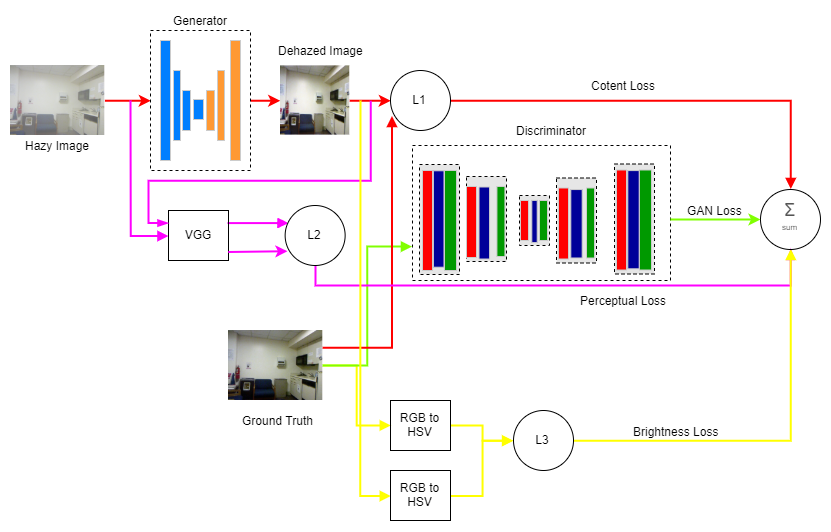 Generator
Dehazed Image
Hazy Image
L1
Cotent Loss
Discriminator
VGG
L2
GAN Loss
Σ
sum
Perceptual Loss
Ground Truth
RGB to
HSV
L3
Brightness Loss
RGB to
HSV